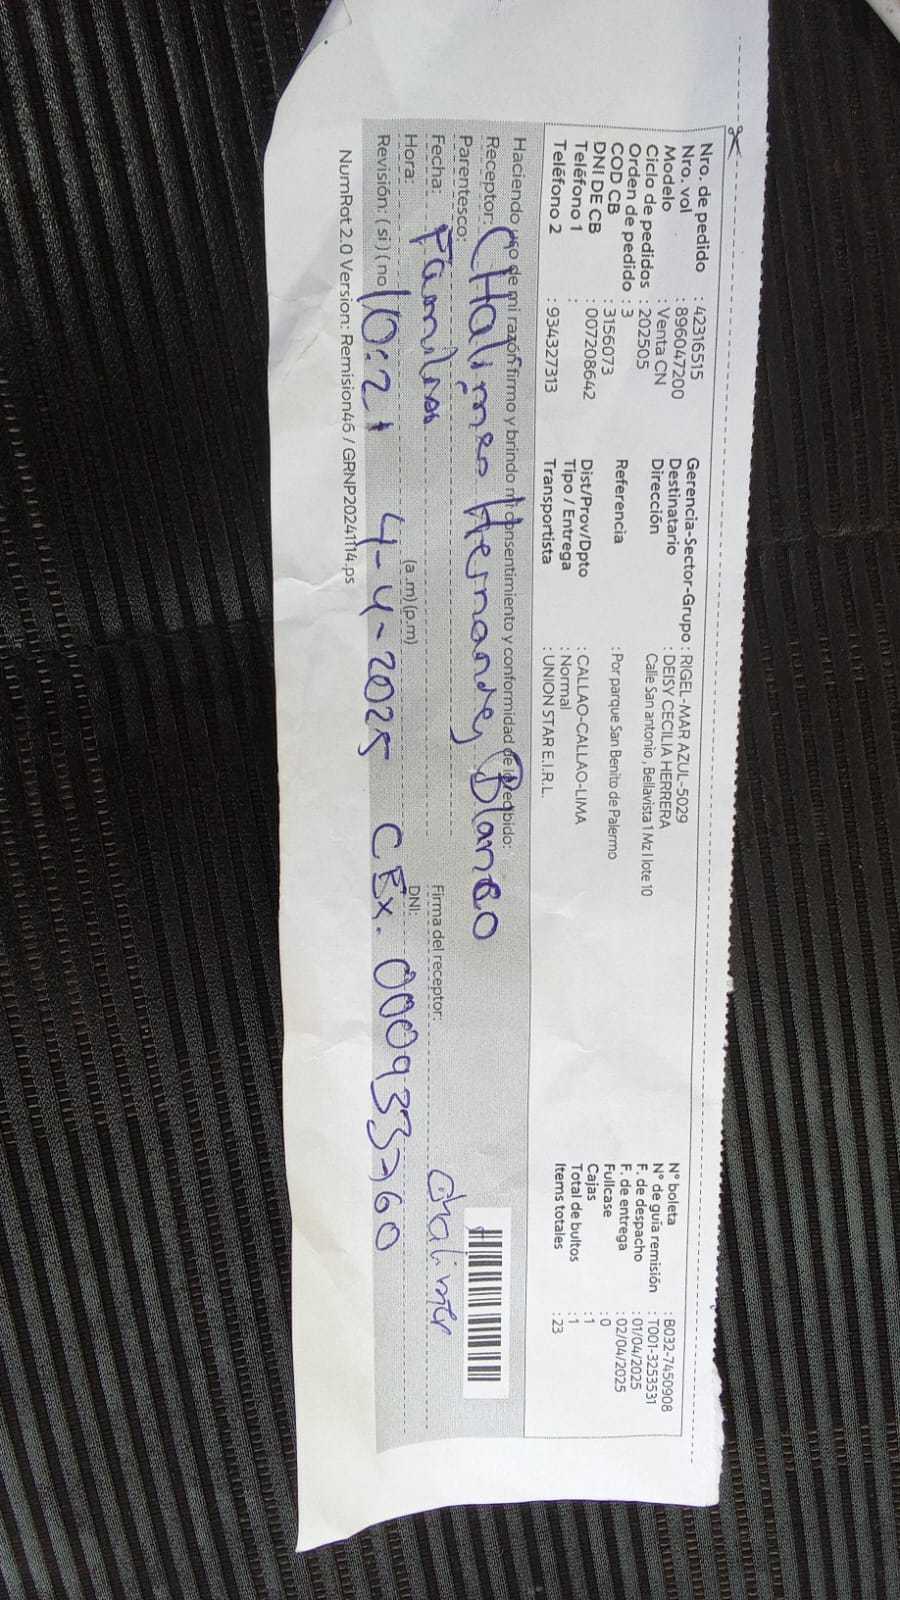 Nro. de pedido : 42316515
Nro. vol : 896047200
Modelo : Venta CN
Ciclo de pedidos : 202505
Orden de pedido : 3
COD CB : 3156073
DNI DE CB : 007208642
Teléfono 1 :
Teléfono 2 : 934327313
Gerencia-Sector-Grupo : RIGEL-MAR AZUL-5029
Destinatario : DEISY CECILIA HERRERA
Dirección Calle San antonio , Bellavista 1 Mz I lote 10
Referencia : Por parque San Benito de Palermo
Dist/Prov/Dpto : CALLAO-CALLAO-LIMA
Tipo / Entrega : Normal
Transportista : UNION STAR E.I.R.L.
N° boleta : B032-7450908
N° de guia remisión : T001-3253531
F. de despacho : 01/04/2025
F. de entrega : 02/04/2025
Fullcase : 0
Cajas : 1
Total de bultos : 1
Items totales : 23
Haciendo uso de mi razón firmo y brindo mi consentimiento y conformidad de lo recibido:
Receptor: CHalimer Hernandez Blanco
Parenteso:
Fecha: Familiar
Firma del receptor: Chalimer
Hora: (a .m) (p.m) DNI:
Revisión: ( si ) ( no 10:21 4-4-2025 CEx. 000933760
NumRot 2.0 Version: Remision46 / GRNP20241114.ps